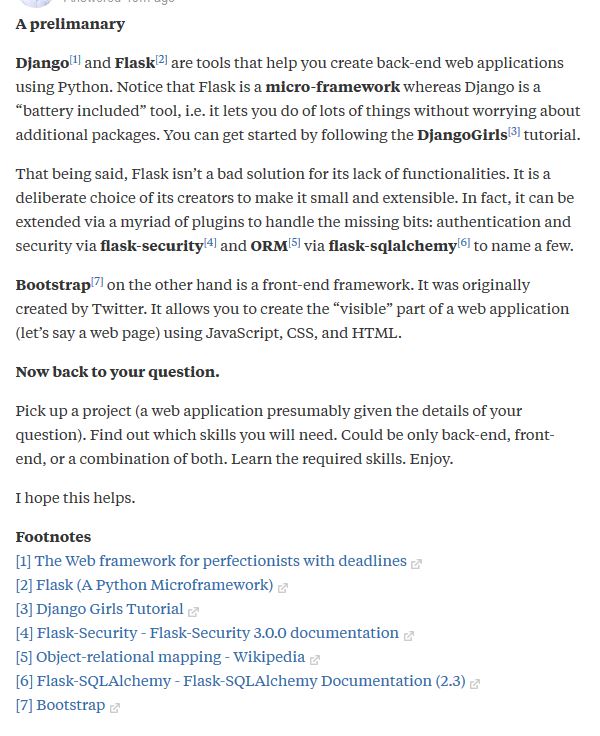 Answered 10m ago
A prelimanary
Django[1] and Flask[2] are tools that help you create back-end web applications
using Python. Notice that Flask is a micro-framework whereas Django is a
“battery included” tool, i.e. it lets you do of lots of things without worrying about
additional packages. You can get started by following the DjangoGirls[3] tutorial.
That being said, Flask isn’t a bad solution for its lack of functionalities. It is a
deliberate choice of its creators to make it small and extensible. In fact, it can be
extended via a myriad of plugins to handle the missing bits: authentication and
security via flask-security[4] and ORM[5] via flask-sqlalchemy[6] to name a few.
Bootstrap[7] on the other hand is a front-end framework. It was originally
created by Twitter. It allows you to create the “visible” part of a web application
(let’s say a web page) using JavaScript, CSS, and HTML.
Now back to your question.
Pick up a project (a web application presumably given the details of your
question). Find out which skills you will need. Could be only back-end, front-
end, or a combination of both. Learn the required skills. Enjoy.
I hope this helps.
Footnotes
[1] The Web framework for perfectionists with deadlines
[2] Flask (A Python Microframework)
[3] Django Girls Tutorial
[4] Flask-Security - Flask-Security 3.0.0 documentation
[5] Object-relational mapping - Wikipedia
[6] Flask-SQLAlchemy - Flask-SQLAlchemy Documentation (2.3)
[7] Bootstrap